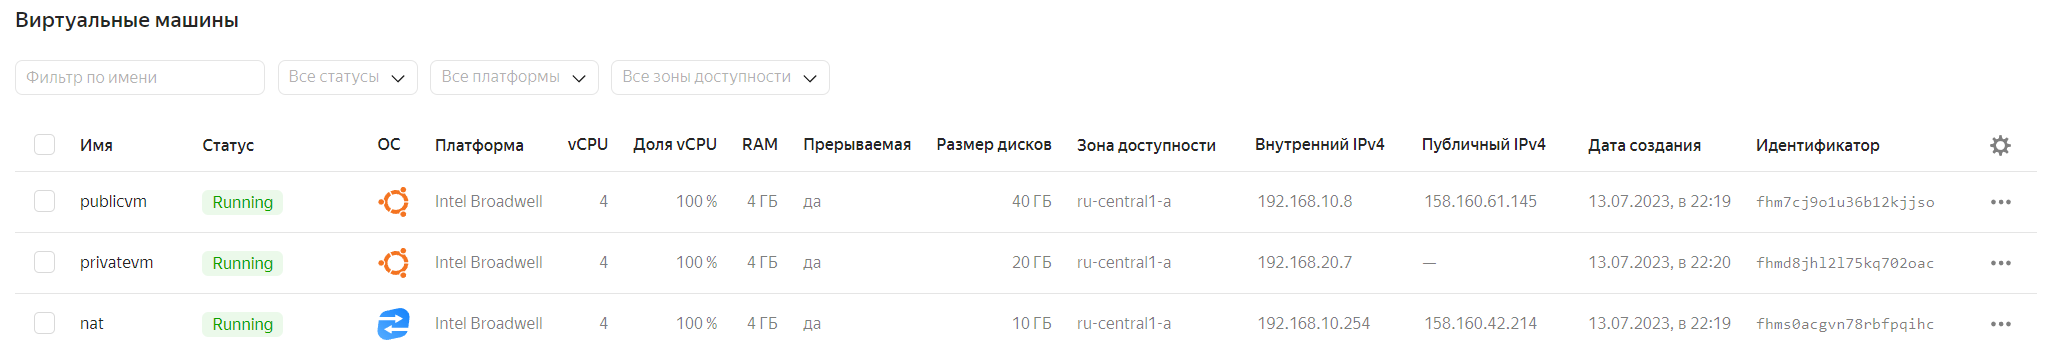 Виртуальные машины
Фильтр по имени Все статусы Все платформы Все зоны доступности
Имя Статус ОС Платформа vCPU Доля vCPU RAM Прерываемая Размер дисков Зона доступности Внутренний IPv4 Публичный IPv4 Дата создания Идентификатор
publicvm Running Intel Broadwell 4 100 % 4 ГБ да 40 ГБ ru-central1-a 192.168.10.8 158.160.61.145 13.07.2023, в 22:19 fhm7cj9o1u36b12kjjso
privatevm Running Intel Broadwell 4 100 % 4 ГБ да 20 ГБ ru-central1-a 192.168.20.7 — 13.07.2023, в 22:20 fhmd8jhl2l75kq702oac
nat Running Intel Broadwell 4 100 % 4 ГБ да 10 ГБ ru-central1-a 192.168.10.254 158.160.42.214 13.07.2023, в 22:19 fhms0acgvn78rbfpqihc